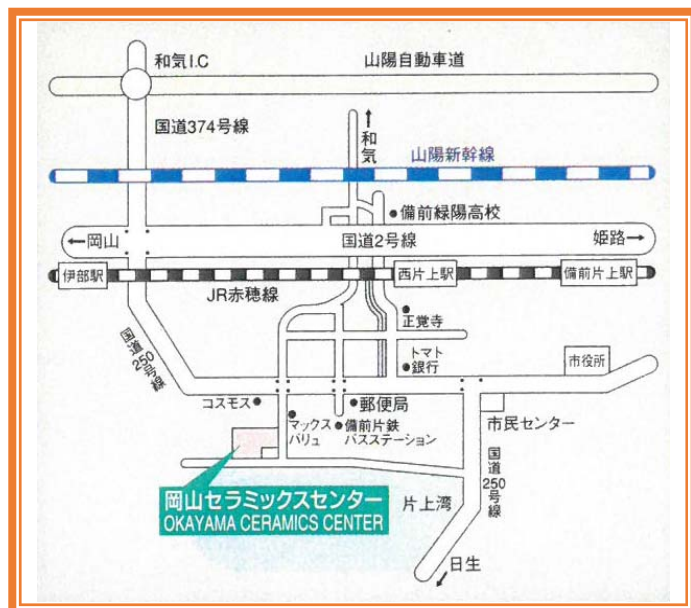 和気I.C
山陽自動車道
国道374号線
和気
山陽新幹線
備前緑陽高校
岡山
国道2号線
姫路
伊部駅
西片上駅
備前片上駅
JR赤穂線
正覚寺
国道250号線
トマト
銀行
市役所
コスモス
郵便局
マックス
バリュ
備前片鉄
バスステーション
市民センター
国道250号線
岡山セラミックスセンター
OKAYAMA CERAMICS CENTER
片上湾
日生